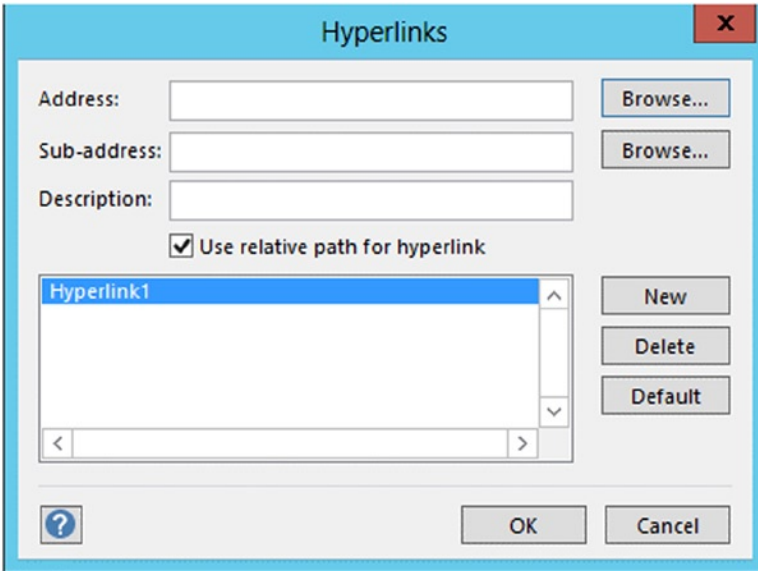 Hyperlinks
x
Address:
Browse...
Sub-address:
Browse...
Description:
Use relative path for hyperlink
Hyperlink1
New
Delete
Default
?
OK
Cancel